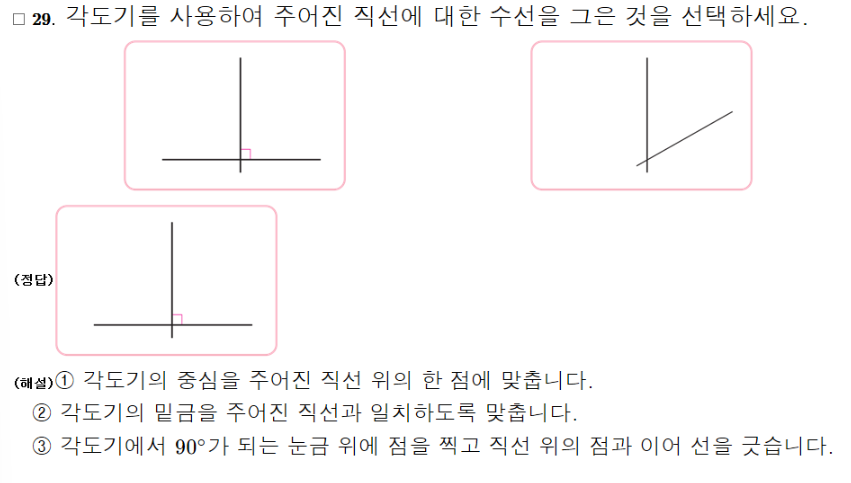 □ 29. 각도기를 사용하여 주어진 직선에 대한 수선을 그은 것을 선택하세요.
(정답)
(해설)① 각도기의 중심을 주어진 직선 위의 한 점에 맞춥니다.
② 각도기의 밑금을 주어진 직선과 일치하도록 맞춥니다.
③ 각도기에서 90°가 되는 눈금 위에 점을 찍고 직선 위의 점과 이어 선을 긋습니다.